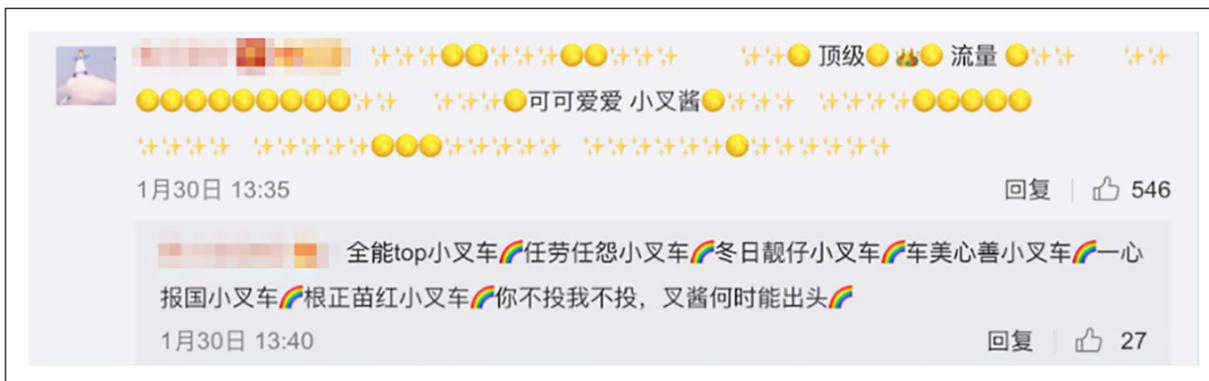 ✨✨✨🌕🌕✨✨✨🌕🌕✨✨✨ ✨✨🌕 顶级🌕👑🌕 流量 🌕✨✨ ✨✨
🌕🌕🌕🌕🌕🌕🌕🌕🌕✨✨ ✨✨✨🌕可可爱爱 小叉酱🌕✨✨✨ ✨✨✨✨🌕🌕🌕🌕🌕
✨✨✨✨ ✨✨✨✨✨🌕🌕🌕✨✨✨✨✨ ✨✨✨✨✨✨🌕✨✨✨✨✨✨
1月30日 13:35 回复 546
全能top小叉车🌈任劳任怨小叉车🌈冬日靓仔小叉车🌈车美心善小叉车🌈一心
报国小叉车🌈根正苗红小叉车🌈你不投我不投，叉酱何时能出头🌈
1月30日 13:40 回复 27